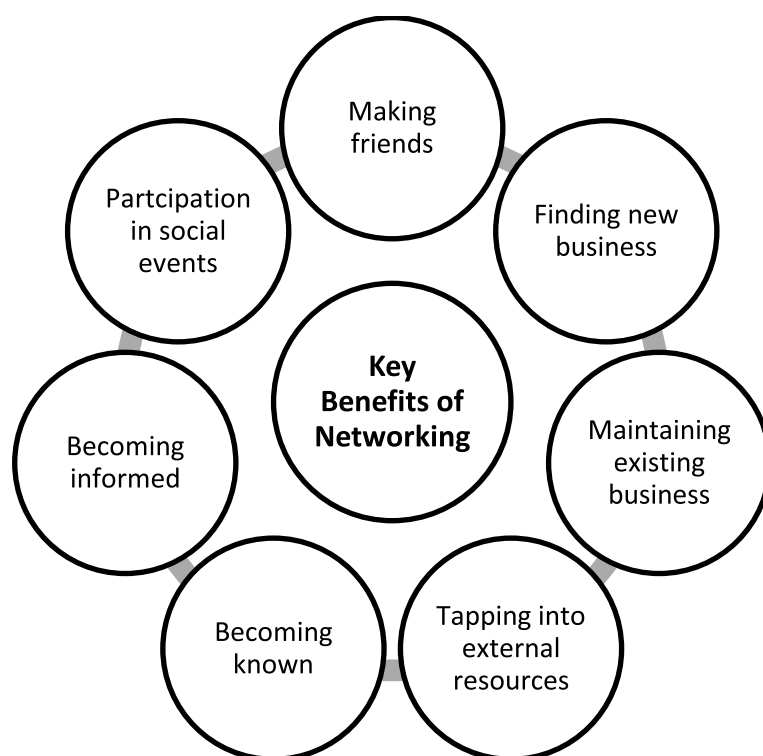 Making
friends
Finding new
business
Maintaining
existing
business
Tapping into
external
resources
Becoming
known
Becoming
informed
Partcipation
in social
events
Key
Benefits of
Networking